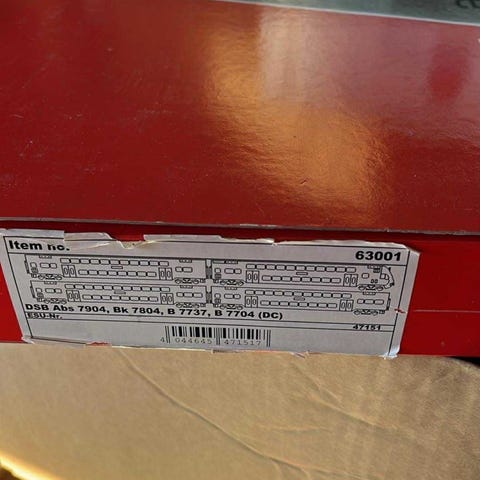 Item no. 63001
DSB Abs 7904, Bk 7804, B 7737, B 7704 (DC)
ESU-Nr. 47151
4 044645 471517